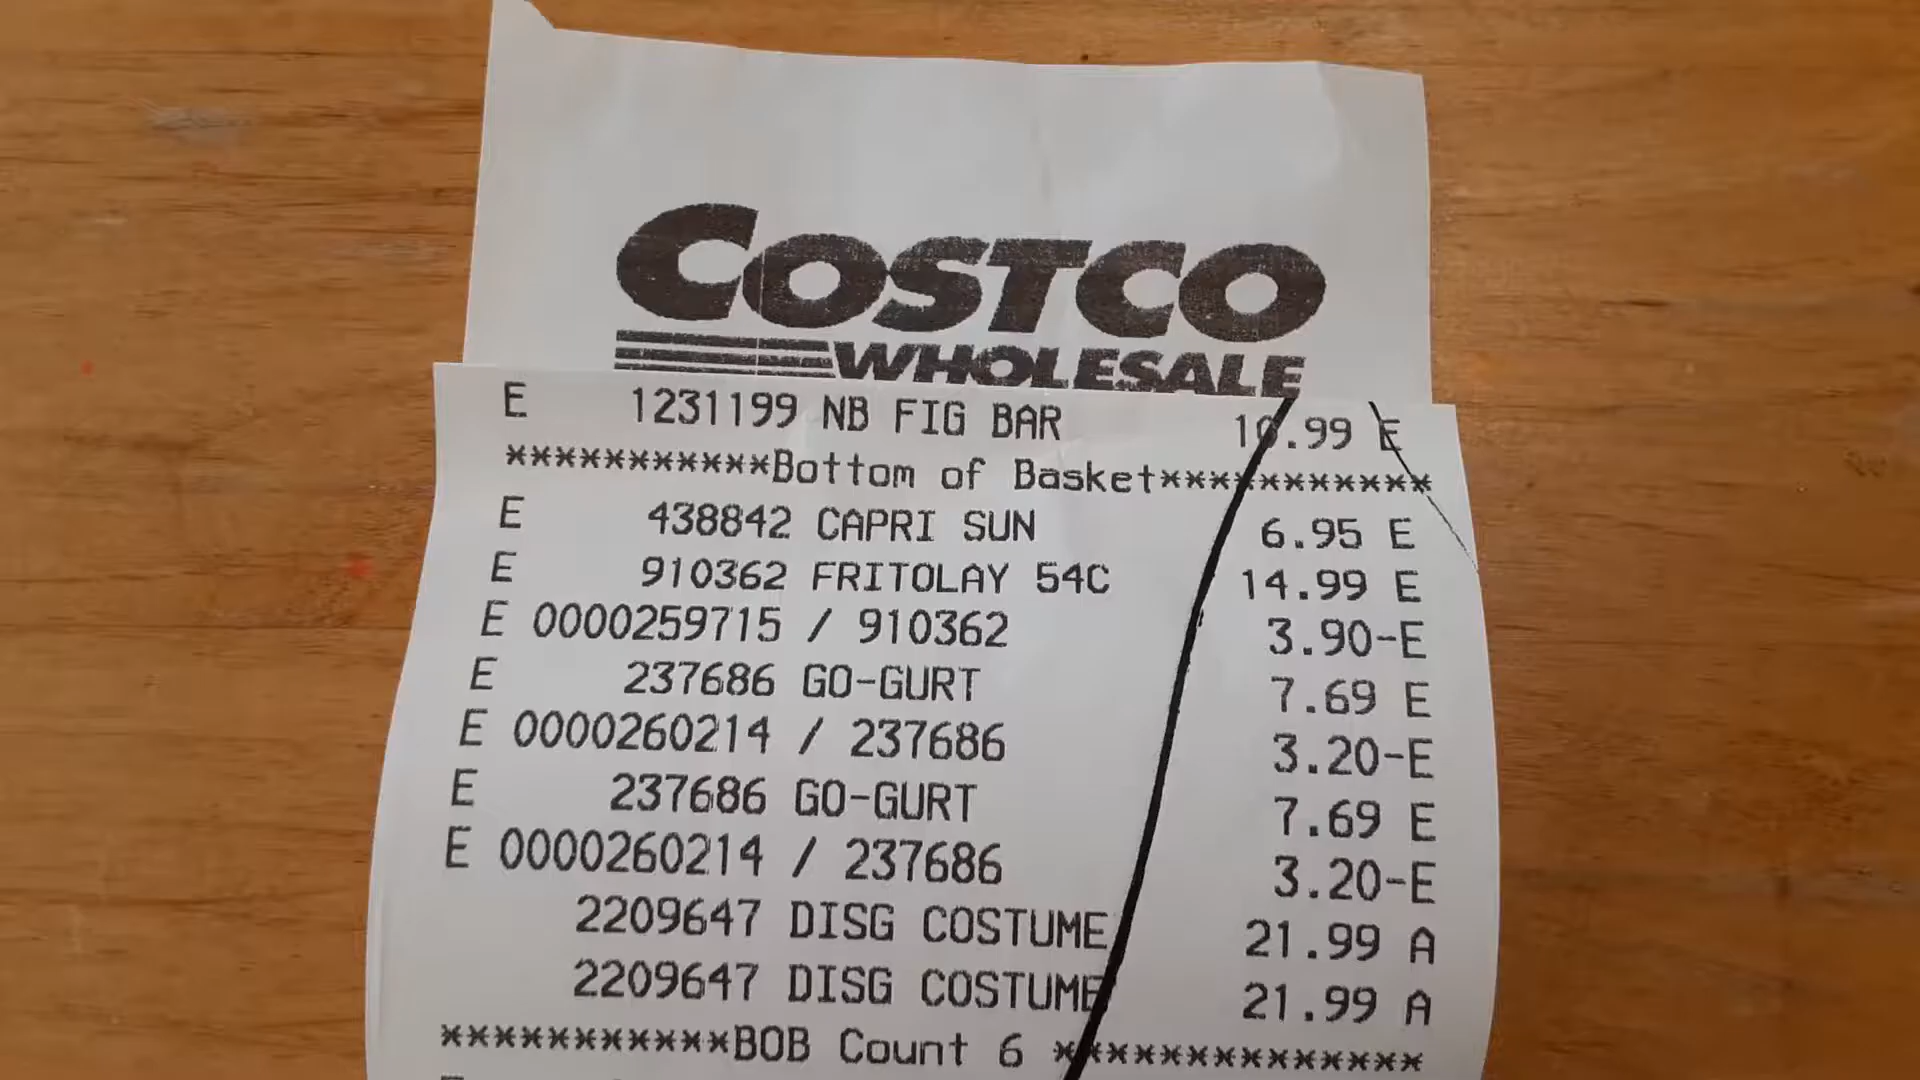 COSTCO
WHOLESALE
E 1231199 NB FIG BAR 10.99 E
***********Bottom of Basket***********
E 438842 CAPRI SUN 6.95 E
E 910362 FRITOLAY 54C 14.99 E
E 0000259715 / 910362 3.90-E
E 237686 GO-GURT 7.69 E
E 0000260214 / 237686 3.20-E
E 237686 GO-GURT 7.69 E
E 0000260214 / 237686 3.20-E
2209647 DISG COSTUME 21.99 A
2209647 DISG COSTUME 21.99 A
***********BOB Count 6 **************